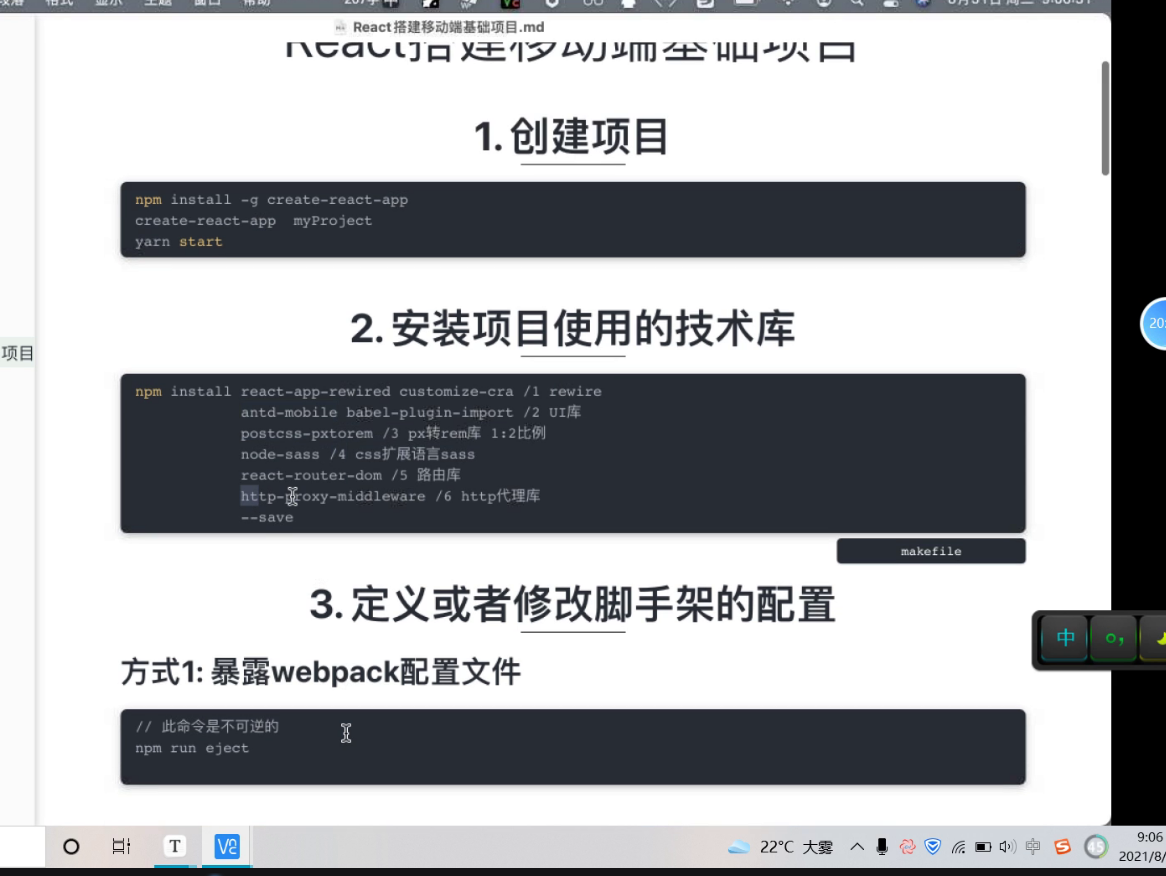 React搭建移动端基础项目.md
React搭建移动端基础项目
1. 创建项目
npm install -g create-react-app
create-react-app  myProject
yarn start
2. 安装项目使用的技术库
npm install react-app-rewired customize-cra /1 rewire
antd-mobile babel-plugin-import /2 UI库
postcss-pxtorem /3 px转rem库 1:2比例
node-sass /4 css扩展语言sass
react-router-dom /5 路由库
http-proxy-middleware /6 http代理库
--save
makefile
项目
20
3. 定义或者修改脚手架的配置
中
方式1: 暴露webpack配置文件
// 此命令是不可逆的
npm run eject
T
22°C 大雾
中
9:06
2021/8/